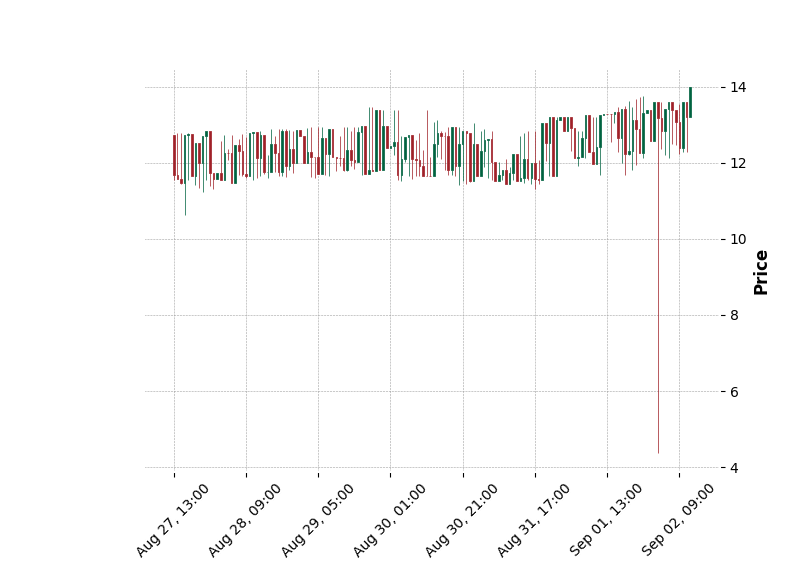 14
12
10
8
6
4
Price
Aug 27, 13:00
Aug 28, 09:00
Aug 29, 05:00
Aug 30, 01:00
Aug 30, 21:00
Aug 31, 17:00
Sep 01, 13:00
Sep 02, 09:00